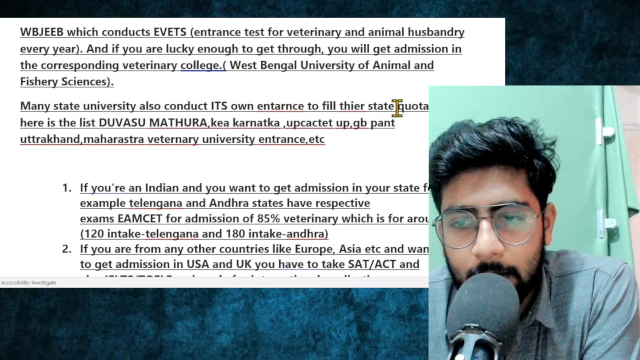 WBJEEB which conducts EVETS (entrance test for veterinary and animal husbandry
every year). And if you are lucky enough to get through, you will get admission in
the corresponding veterinary college.( West Bengal University of Animal and
Fishery Sciences).
Many state university also conduct ITS own entarnce to fill thier state quota
here is the list DUVASU MATHURA,kea karnatka ,upcactet up,gb pant
uttrakhand,maharastra veternary university entrance,etc
1. If you're an Indian and you want to get admission in your state
example telengana and Andhra states have respective
exams EAMCET for admission of 85% veterinary which is for
(120 intake-telengana and 180 intake-andhra)
2. If you are from any other countries like Europe, Asia etc and
to get admission in USA and UK you have to take SAT/ACT and
Accessibility: Investigate